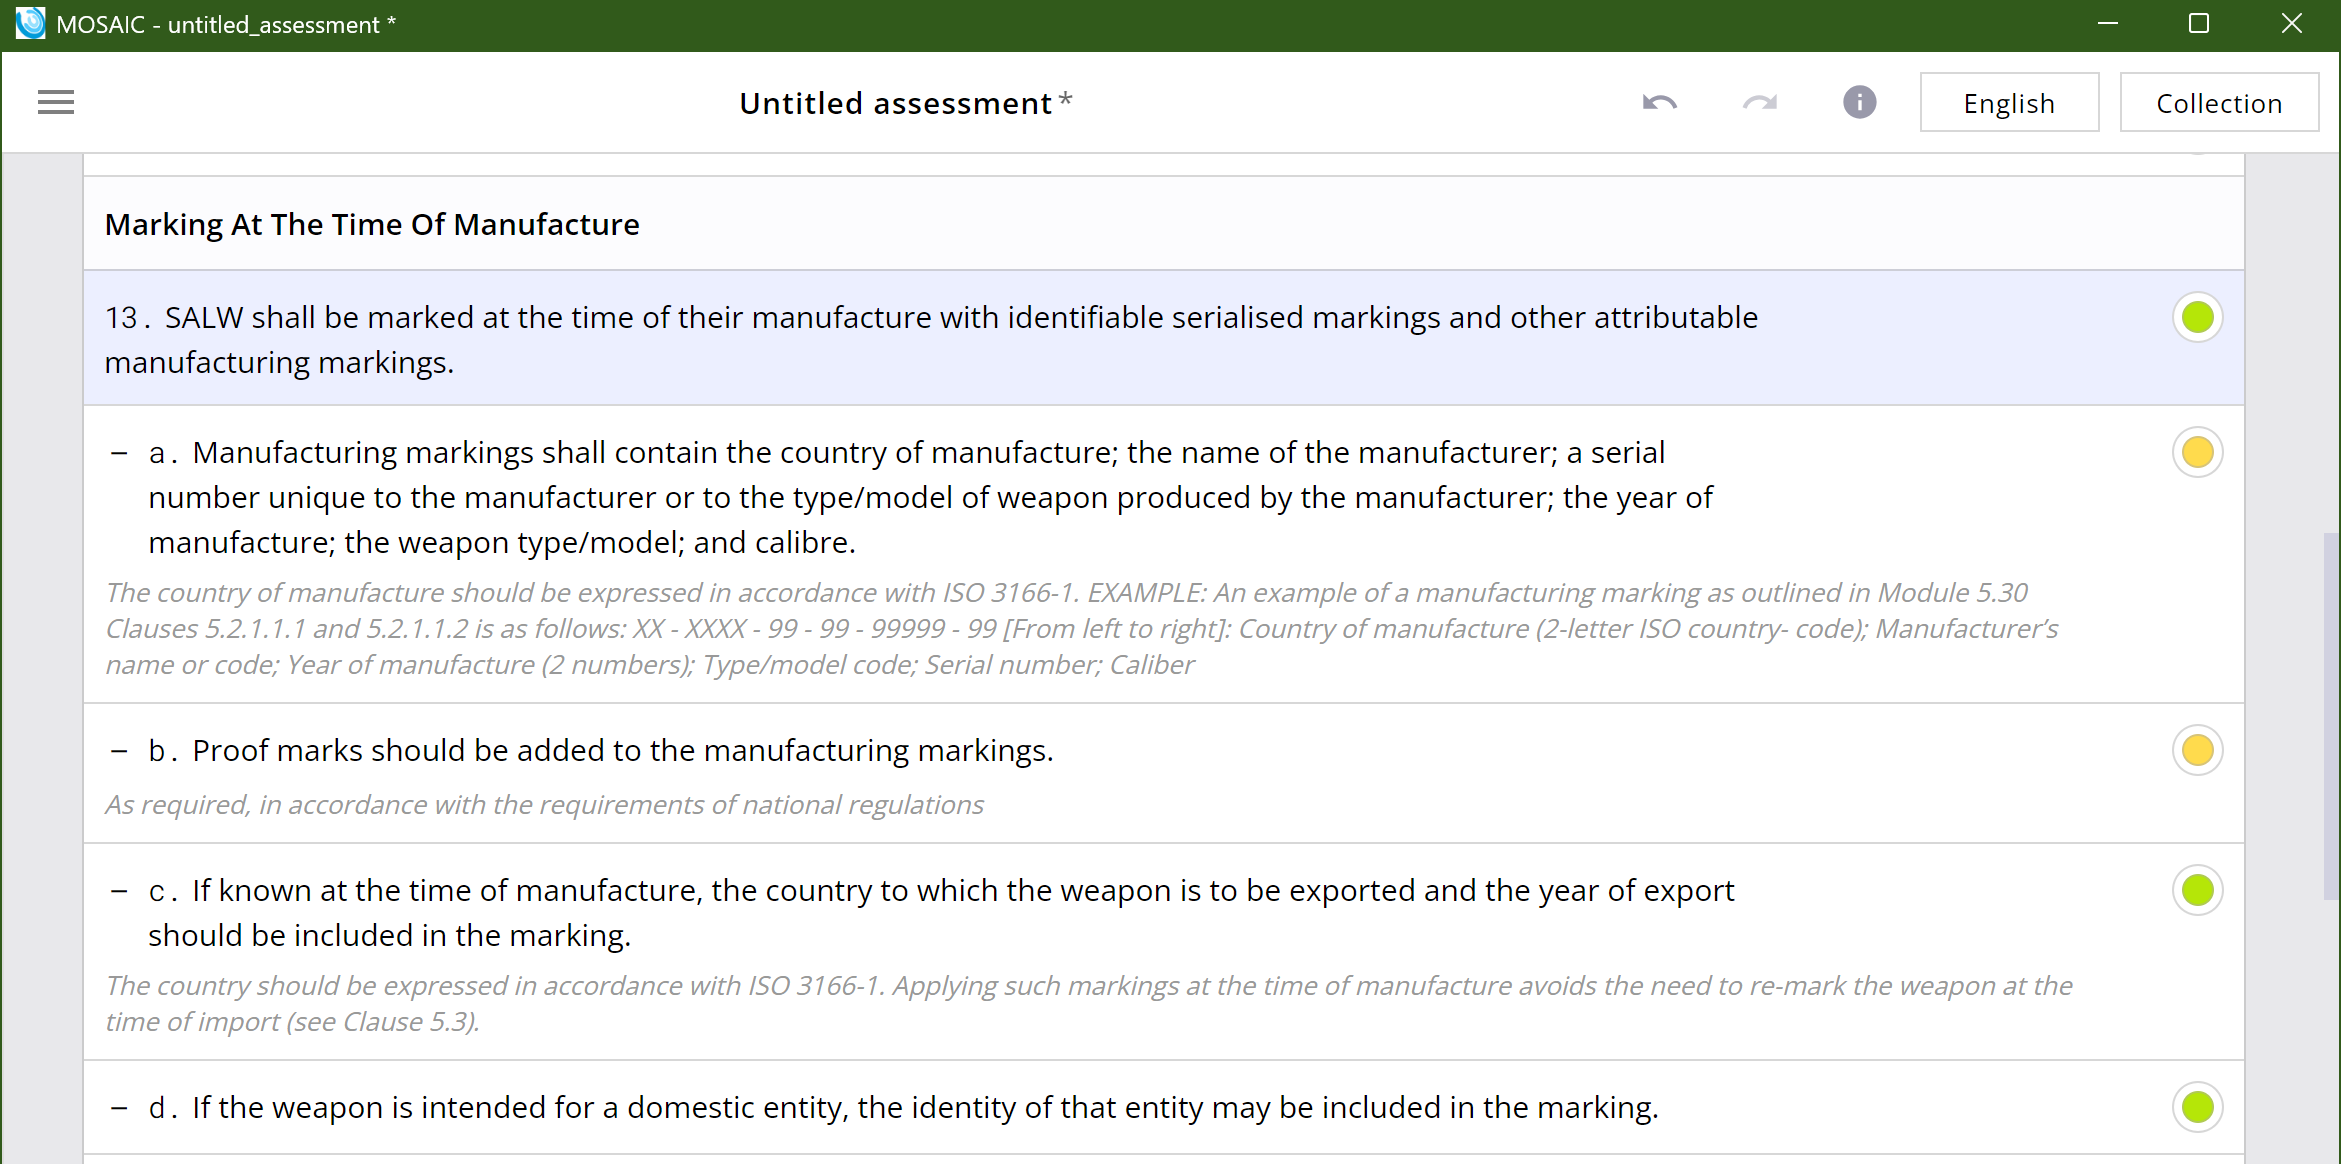 MOSAIC - untitled_assessment *
Untitled assessment *
English
Collection
Marking At The Time Of Manufacture
13. SALW shall be marked at the time of their manufacture with identifiable serialised markings and other attributable
manufacturing markings.
– a. Manufacturing markings shall contain the country of manufacture; the name of the manufacturer; a serial
number unique to the manufacturer or to the type/model of weapon produced by the manufacturer; the year of
manufacture; the weapon type/model; and calibre.
The country of manufacture should be expressed in accordance with ISO 3166-1. EXAMPLE: An example of a manufacturing marking as outlined in Module 5.30
Clauses 5.2.1.1.1 and 5.2.1.1.2 is as follows: XX - XXXX - 99 - 99 - 99999 - 99 [From left to right]: Country of manufacture (2-letter ISO country- code); Manufacturer’s
name or code; Year of manufacture (2 numbers); Type/model code; Serial number; Caliber
– b. Proof marks should be added to the manufacturing markings.
As required, in accordance with the requirements of national regulations
– c. If known at the time of manufacture, the country to which the weapon is to be exported and the year of export
should be included in the marking.
The country should be expressed in accordance with ISO 3166-1. Applying such markings at the time of manufacture avoids the need to re-mark the weapon at the
time of import (see Clause 5.3).
– d. If the weapon is intended for a domestic entity, the identity of that entity may be included in the marking.